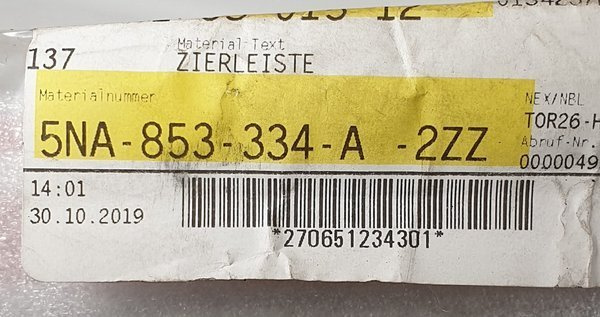 Material-Text
137 ZIERLEISTE
Materialnummer
5NA-853-334-A -2ZZ
NEX/NBL
TOR26-H
Abruf-Nr.
0000049
14:01
30.10.2019
*270651234301*